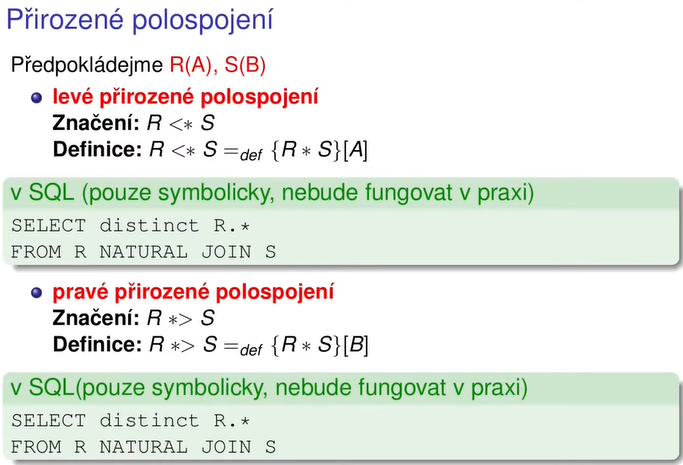 Přirozené polospojení
Předpokládejme R(A), S(B)
levé přirozené polospojení
Značení: R <∗ S
Definice: R <∗ S =def {R ∗ S}[A]
v SQL (pouze symbolicky, nebude fungovat v praxi)
SELECT distinct R.*
FROM R NATURAL JOIN S
pravé přirozené polospojení
Značení: R ∗> S
Definice: R ∗> S =def {R ∗ S}[B]
v SQL(pouze symbolicky, nebude fungovat v praxi)
SELECT distinct R.*
FROM R NATURAL JOIN S